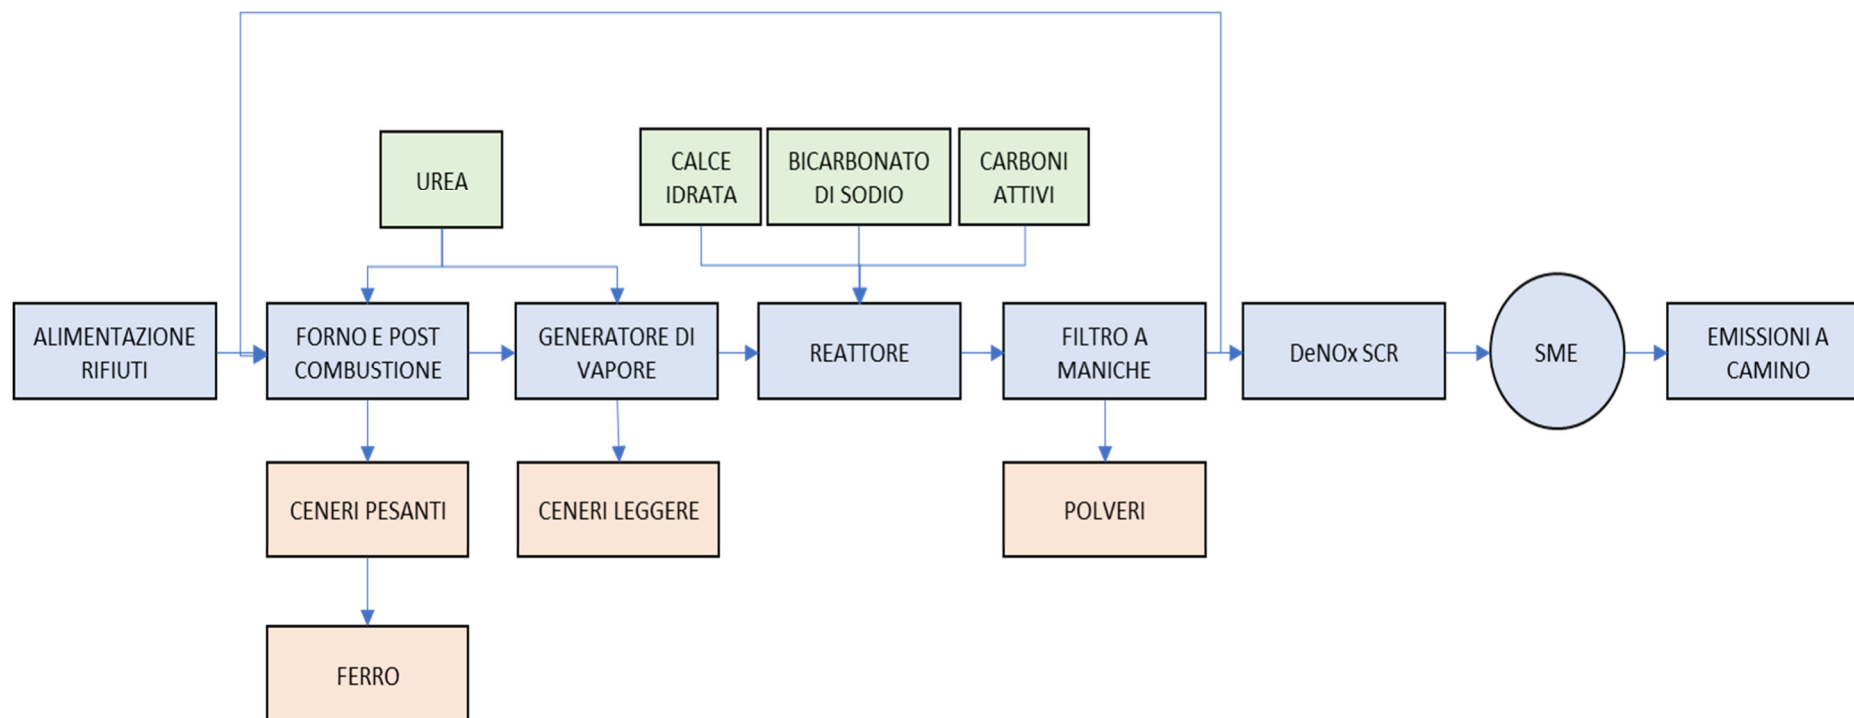 UREA
CALCE
IDRATA
BICARBONATO
DI SODIO
CARBONI
ATTIVI
ALIMENTAZIONE
RIFIUTI
FORNO E POST
COMBUSTIONE
GENERATORE DI
VAPORE
REATTORE
FILTRO A
MANICHE
DeNOx SCR
SME
EMISSIONI A
CAMINO
CENERI PESANTI
CENERI LEGGERE
POLVERI
FERRO